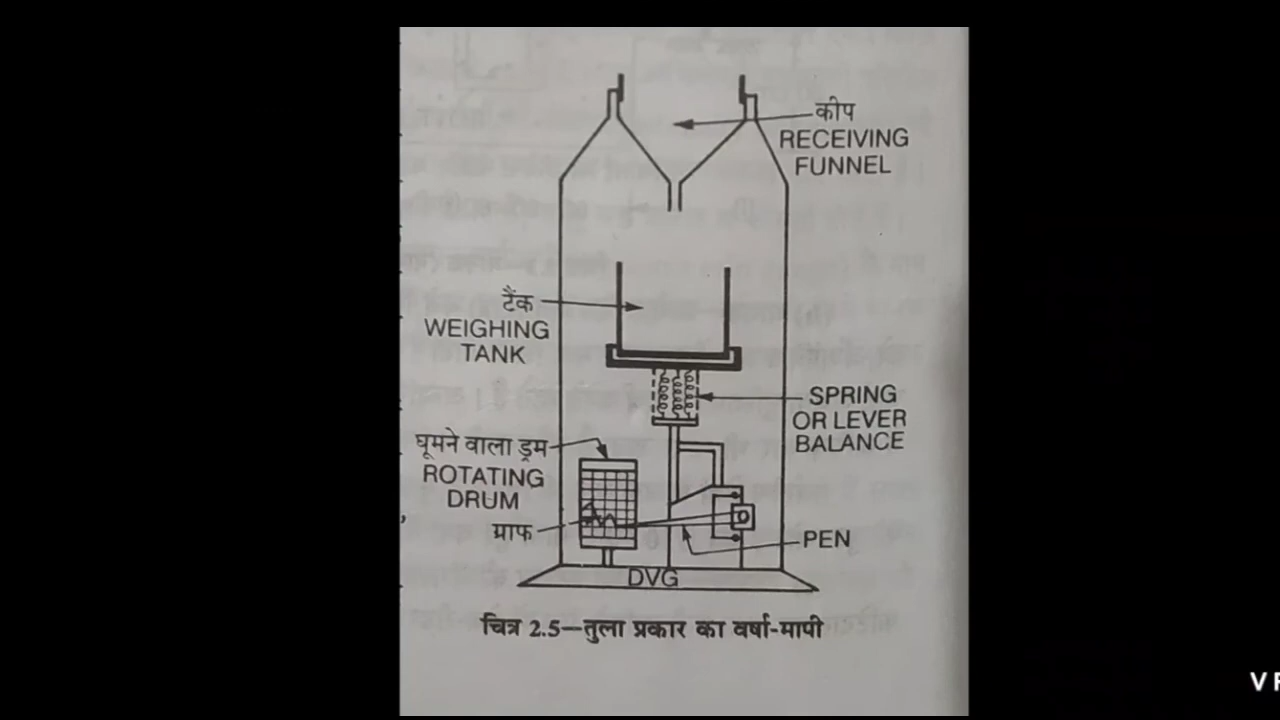 कीप
RECEIVING
FUNNEL
टैंक
WEIGHING
TANK
SPRING
OR LEVER
BALANCE
घूमने वाला ड्रम
ROTATING
DRUM
ग्राफ
PEN
DVG
चित्र 2.5—तुला प्रकार का वर्षा-मापी